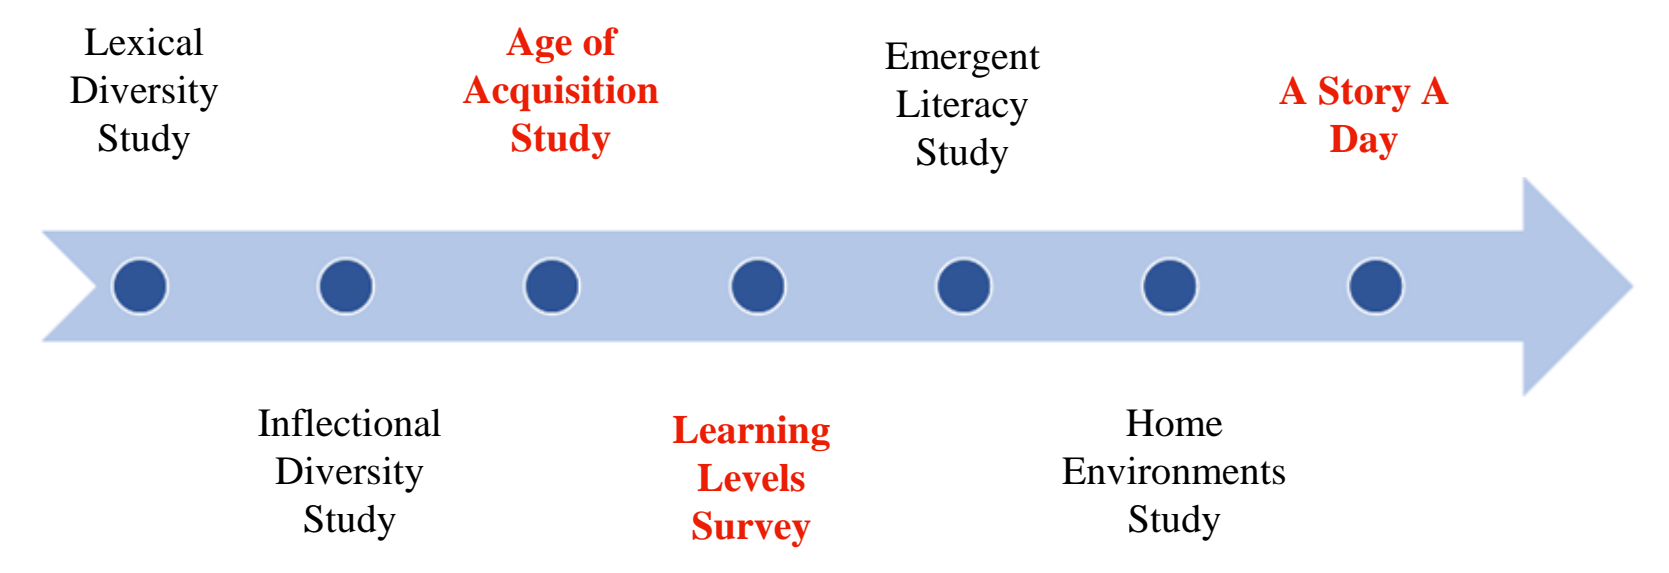 Lexical
Diversity
Study
Age of
Acquisition
Study
Emergent
Literacy
Study
A Story A
Day
Inflectional
Diversity
Study
Learning
Levels
Survey
Home
Environments
Study